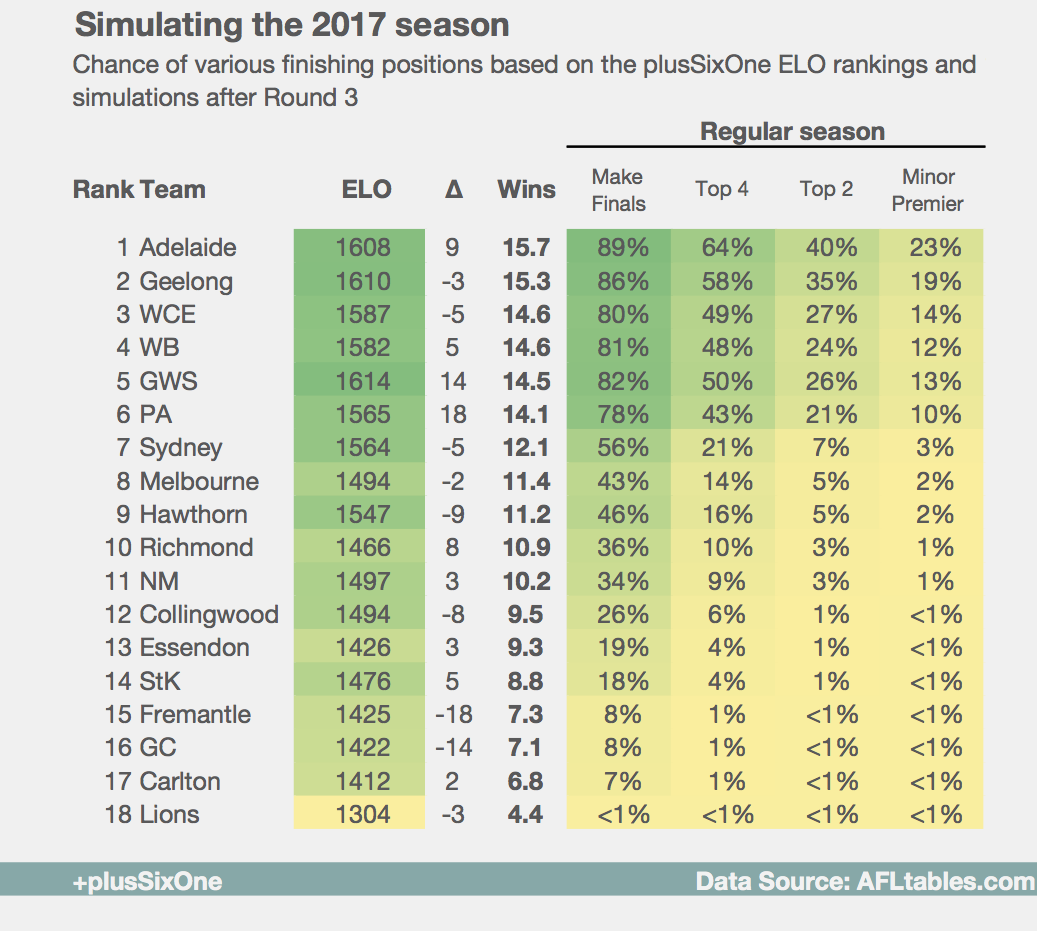 Simulating the 2017 season
Chance of various finishing positions based on the plusSixOne ELO rankings and
simulations after Round 3
Regular season
Rank Team ELO Δ Wins Make Finals Top 4 Top 2 Minor Premier
1 Adelaide 1608 9 15.7 89% 64% 40% 23%
2 Geelong 1610 -3 15.3 86% 58% 35% 19%
3 WCE 1587 -5 14.6 80% 49% 27% 14%
4 WB 1582 5 14.6 81% 48% 24% 12%
5 GWS 1614 14 14.5 82% 50% 26% 13%
6 PA 1565 18 14.1 78% 43% 21% 10%
7 Sydney 1564 -5 12.1 56% 21% 7% 3%
8 Melbourne 1494 -2 11.4 43% 14% 5% 2%
9 Hawthorn 1547 -9 11.2 46% 16% 5% 2%
10 Richmond 1466 8 10.9 36% 10% 3% 1%
11 NM 1497 3 10.2 34% 9% 3% 1%
12 Collingwood 1494 -8 9.5 26% 6% 1% <1%
13 Essendon 1426 3 9.3 19% 4% 1% <1%
14 StK 1476 5 8.8 18% 4% 1% <1%
15 Fremantle 1425 -18 7.3 8% 1% <1% <1%
16 GC 1422 -14 7.1 8% 1% <1% <1%
17 Carlton 1412 2 6.8 7% 1% <1% <1%
18 Lions 1304 -3 4.4 <1% <1% <1% <1%
+plusSixOne Data Source: AFLtables.com